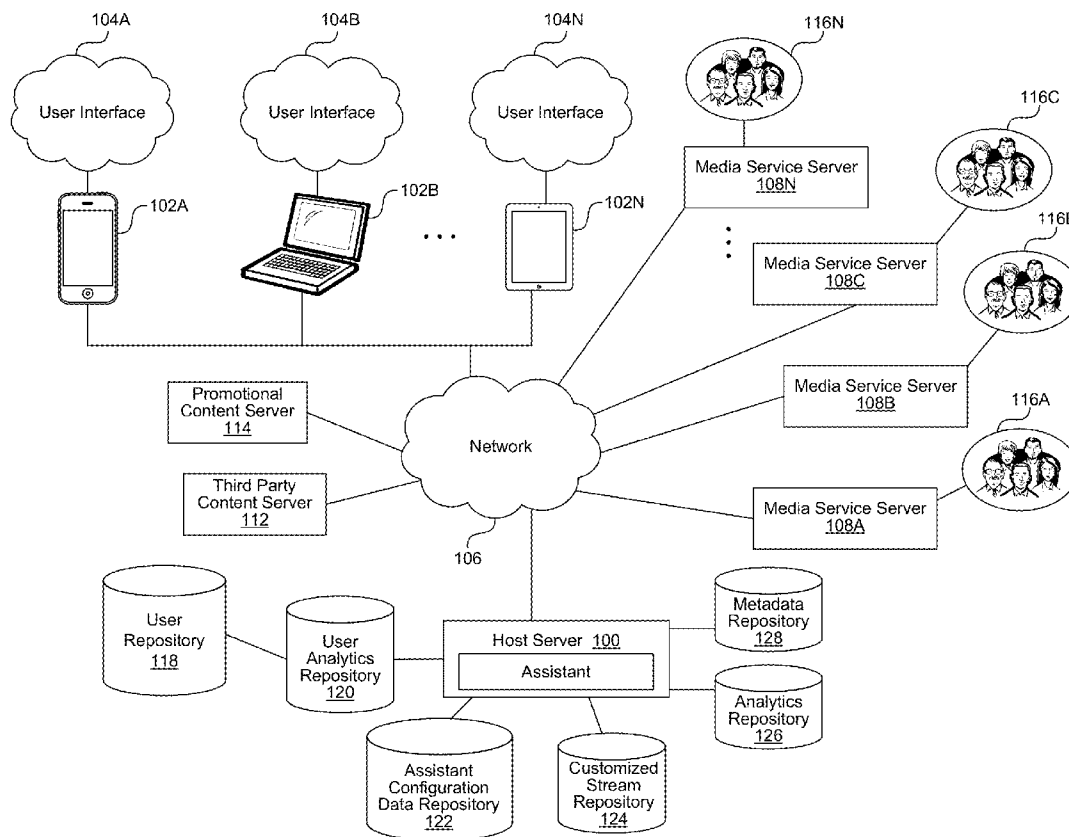 104A
104B
104N
116N
User Interface
User Interface
User Interface
116C
102A
102B
102N
Media Service Server
108N
116B
Media Service Server
108C
Media Service Server
108B
116A
Promotional
Content Server
114
Network
Third Party
Content Server
112
Media Service Server
108A
106
User
Repository
118
User
Analytics
Repository
120
Host Server 100
Assistant
Metadata
Repository
128
Analytics
Repository
126
Assistant
Configuration
Data Repository
122
Customized
Stream
Repository
124